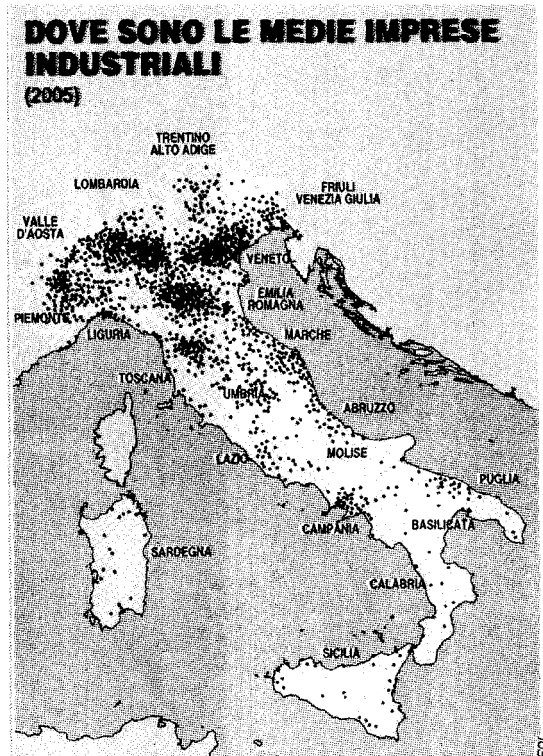 DOVE SONO LE MEDIE IMPRESE
INDUSTRIALI
(2005)
TRENTINO
ALTO ADIGE
LOMBARDIA
FRIULI
VENEZIA GIULIA
VALLE
D'AOSTA
VENETO
EMILIA
ROMAGNA
PIEMONTE
LIGURIA
MARCHE
TOSCANA
UMBRIA
ABRUZZO
LAZIO
MOLISE
PUGLIA
CAMPANIA
BASILICATA
SARDEGNA
CALABRIA
SICILIA